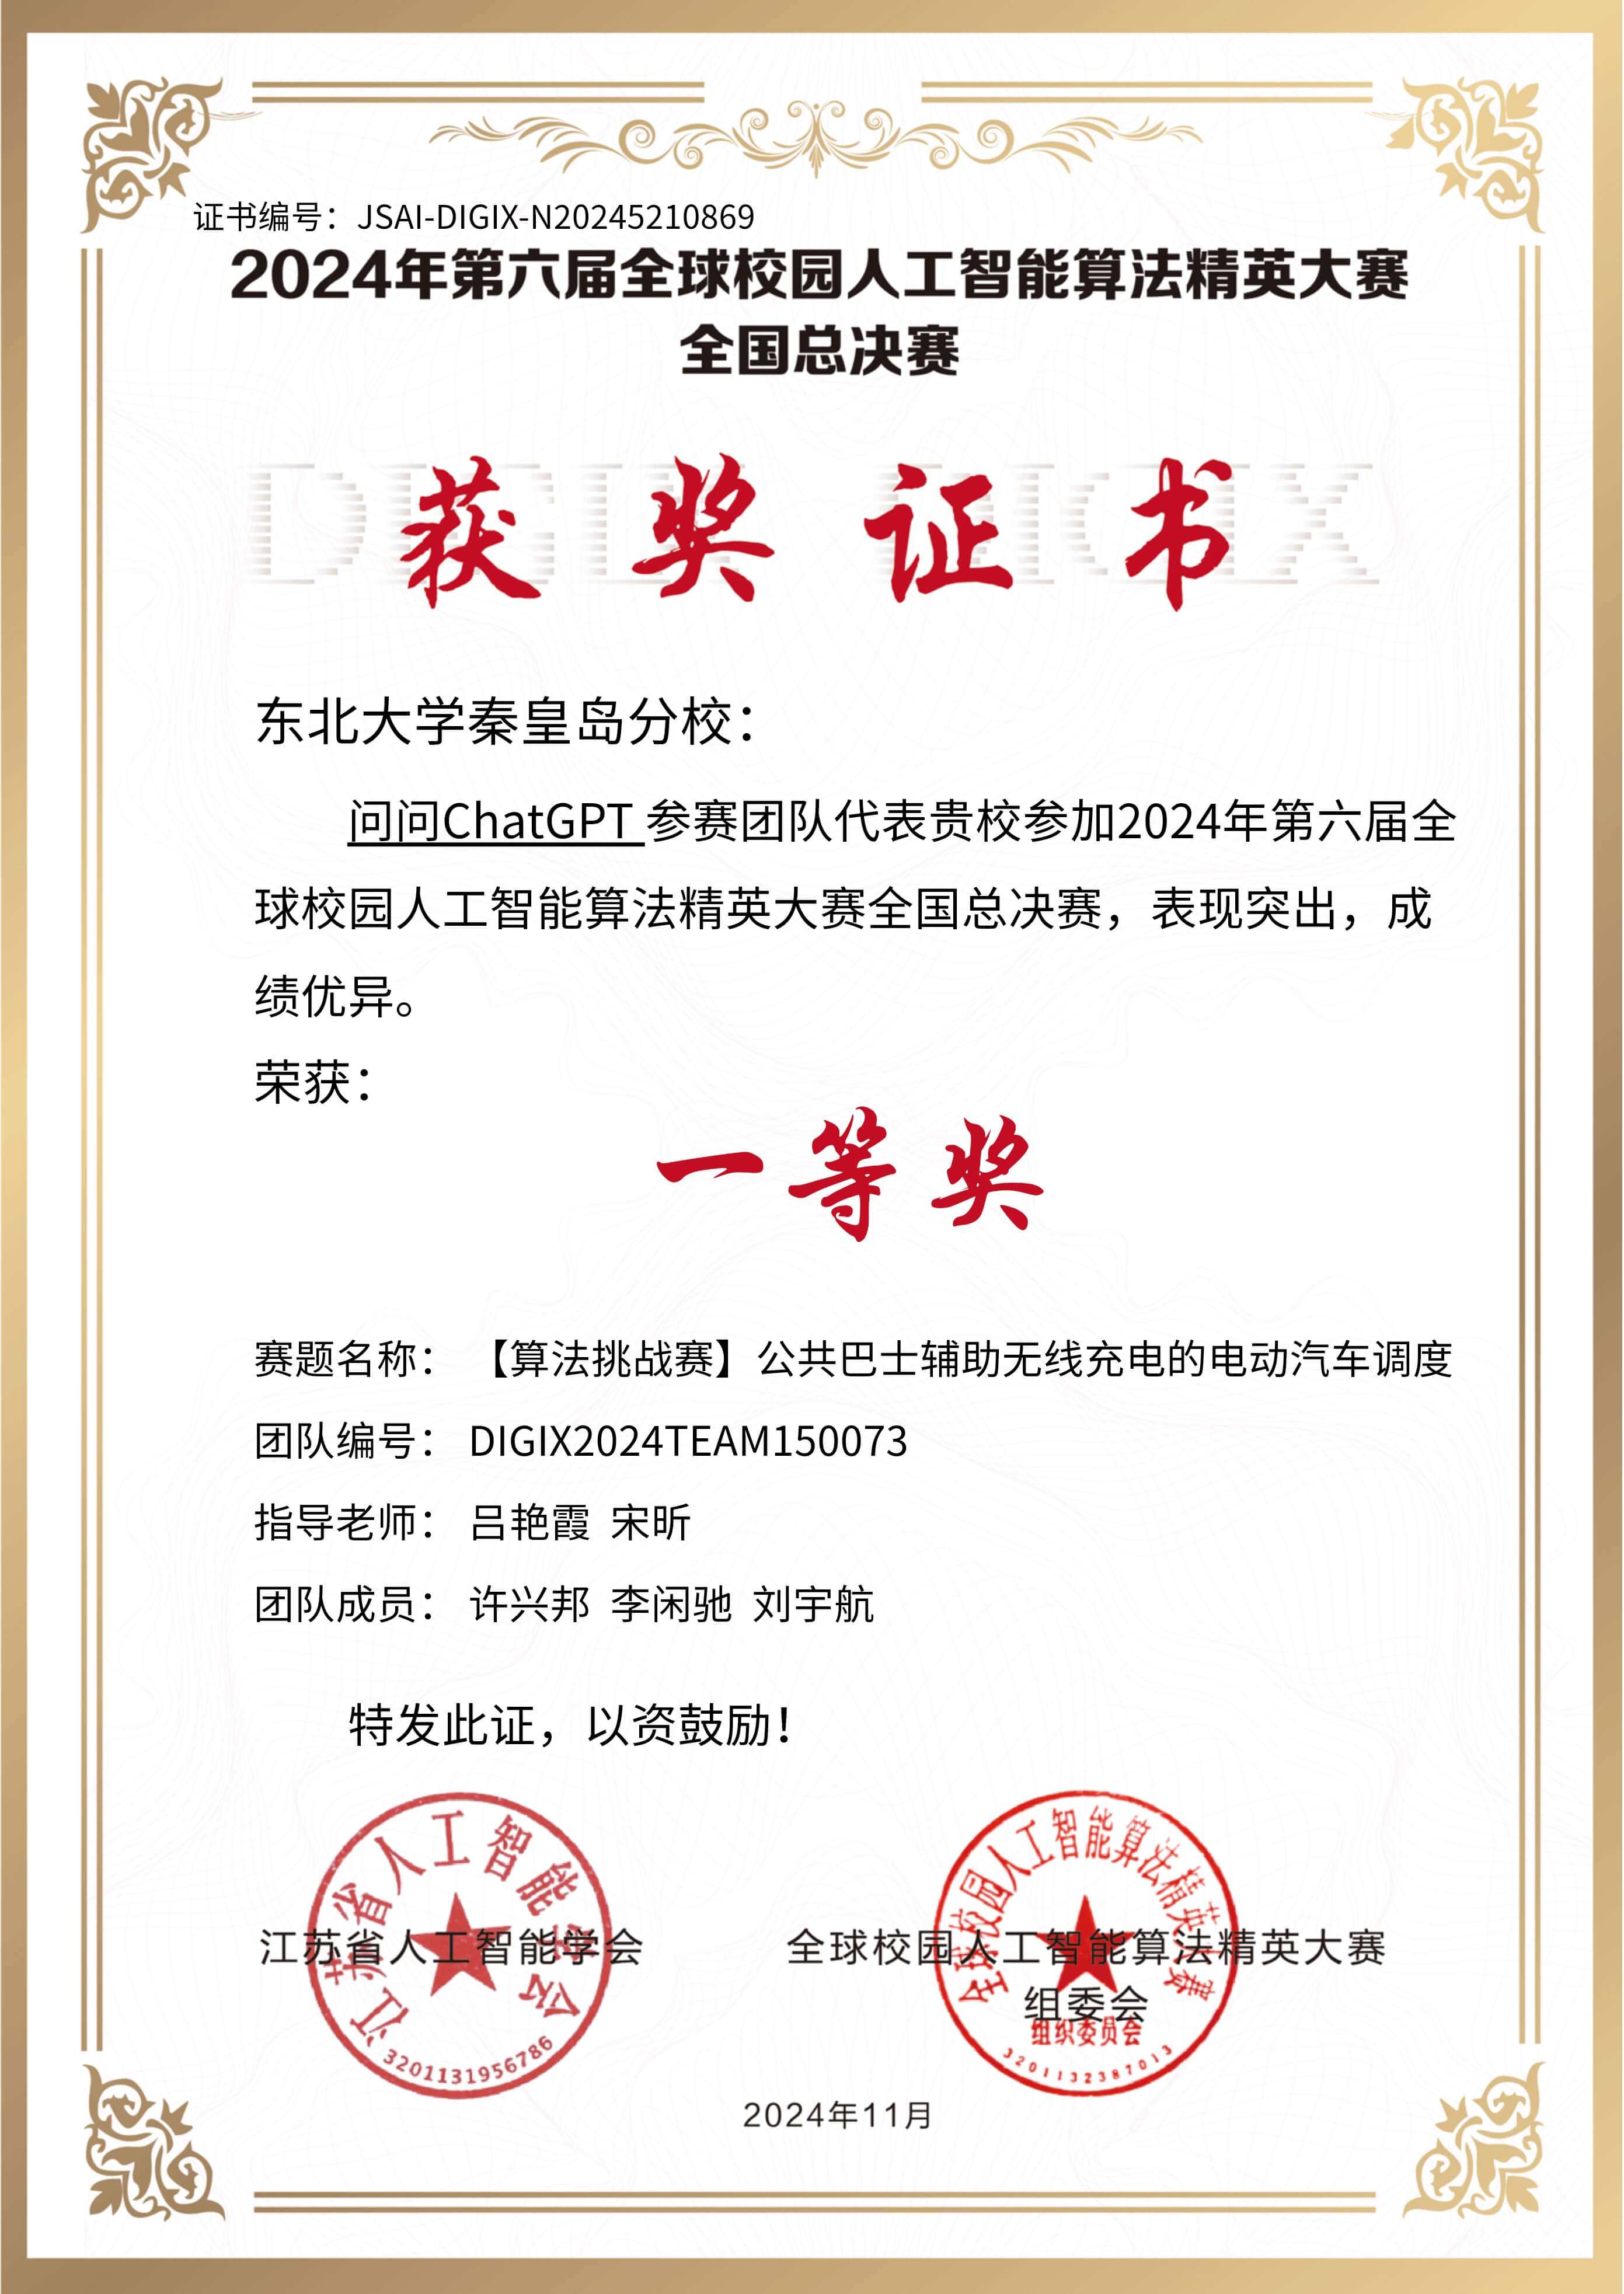 证书编号：JSAI-DIGIX-N20245210869
2024年第六届全球校园人工智能算法精英大赛
全国总决赛
获奖证书
东北大学秦皇岛分校：
问问ChatGPT 参赛团队代表贵校参加2024年第六届全
球校园人工智能算法精英大赛全国总决赛，表现突出，成
绩优异。
荣获：
一等奖
赛题名称： 【算法挑战赛】公共巴士辅助无线充电的电动汽车调度
团队编号： DIGIX2024TEAM150073
指导老师： 吕艳霞 宋昕
团队成员： 许兴邦 李闲驰 刘宇航
特发此证，以资鼓励！
江苏省人工智能学会
3201131956786
江苏省人工智能学会
全球校园人工智能算法精英大赛
组织委员会
3201132387013
全球校园人工智能算法精英大赛
组委会
2024年11月